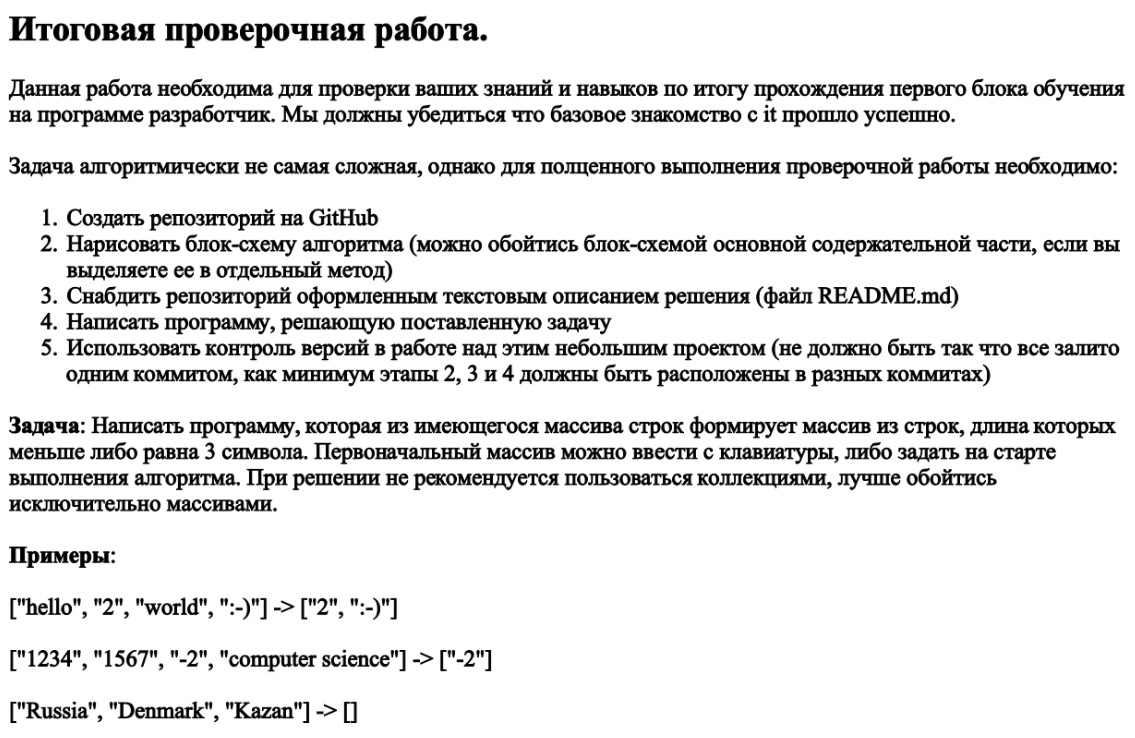 Итоговая проверочная работа.
Данная работа необходима для проверки ваших знаний и навыков по итогу прохождения первого блока обучения
на программе разработчик. Мы должны убедиться что базовое знакомство с it прошло успешно.
Задача алгоритмически не самая сложная, однако для полценного выполнения проверочной работы необходимо:
1. Создать репозиторий на GitHub
2. Нарисовать блок-схему алгоритма (можно обойтись блок-схемой основной содержательной части, если вы
выделяете ее в отдельный метод)
3. Снабдить репозиторий оформленным текстовым описанием решения (файл README.md)
4. Написать программу, решающую поставленную задачу
5. Использовать контроль версий в работе над этим небольшим проектом (не должно быть так что все залито
одним коммитом, как минимум этапы 2, 3 и 4 должны быть расположены в разных коммитах)
Задача: Написать программу, которая из имеющегося массива строк формирует массив из строк, длина которых
меньше либо равна 3 символа. Первоначальный массив можно ввести с клавиатуры, либо задать на старте
выполнения алгоритма. При решении не рекомендуется пользоваться коллекциями, лучше обойтись
исключительно массивами.
Примеры:
["hello", "2", "world", ":-)"] -> ["2", ":-)"]
["1234", "1567", "-2", "computer science"] -> ["-2"]
["Russia", "Denmark", "Kazan"] -> []